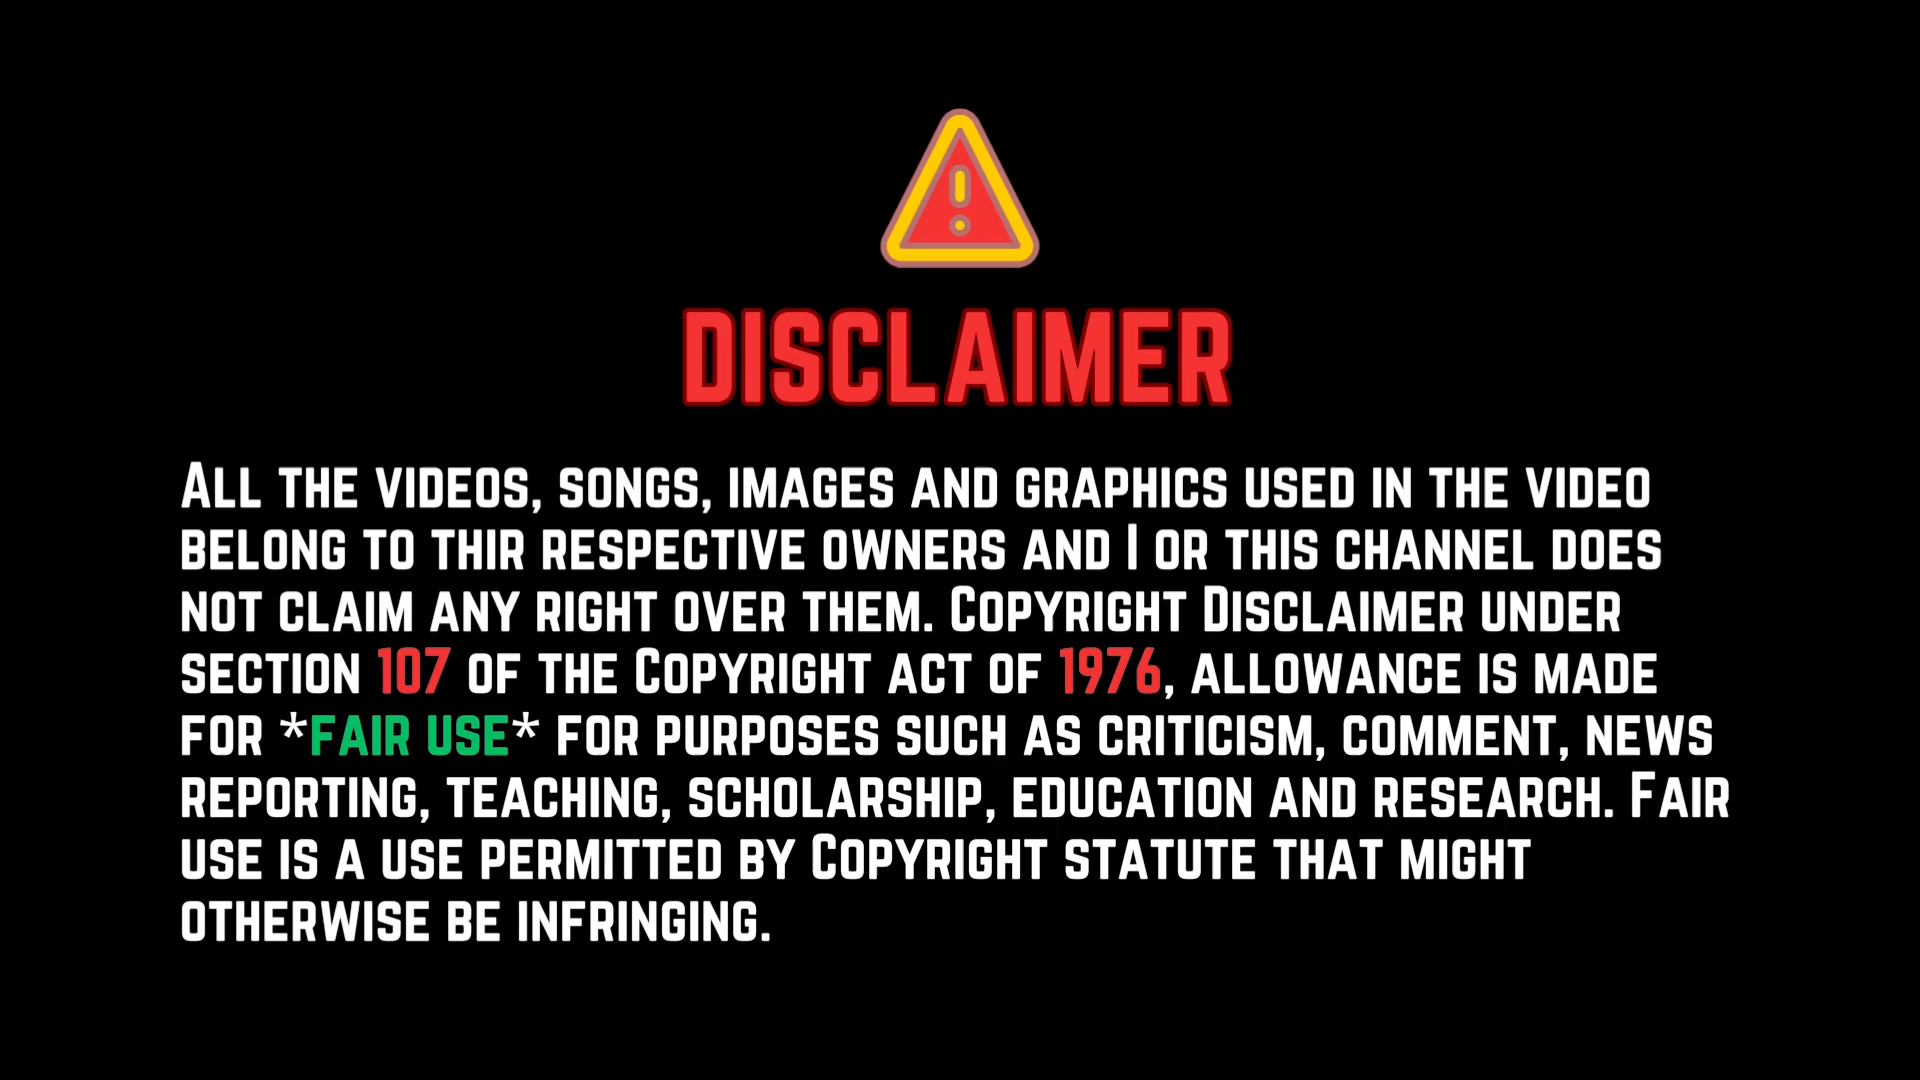 DISCLAIMER
All the videos, songs, images and graphics used in the video
belong to thir respective owners and I or this channel does
not claim any right over them. Copyright Disclaimer under
section 107 of the Copyright act of 1976, allowance is made
for *fair use* for purposes such as criticism, comment, news
reporting, teaching, scholarship, education and research. Fair
use is a use permitted by Copyright statute that might
otherwise be infringing.